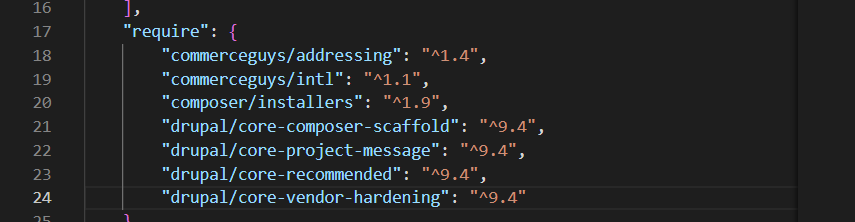 16 ],
17 "require": {
18 "commerceguys/addressing": "^1.4",
19 "commerceguys/intl": "^1.1",
20 "composer/installers": "^1.9",
21 "drupal/core-composer-scaffold": "^9.4",
22 "drupal/core-project-message": "^9.4",
23 "drupal/core-recommended": "^9.4",
24 "drupal/core-vendor-hardening": "^9.4"
25 }